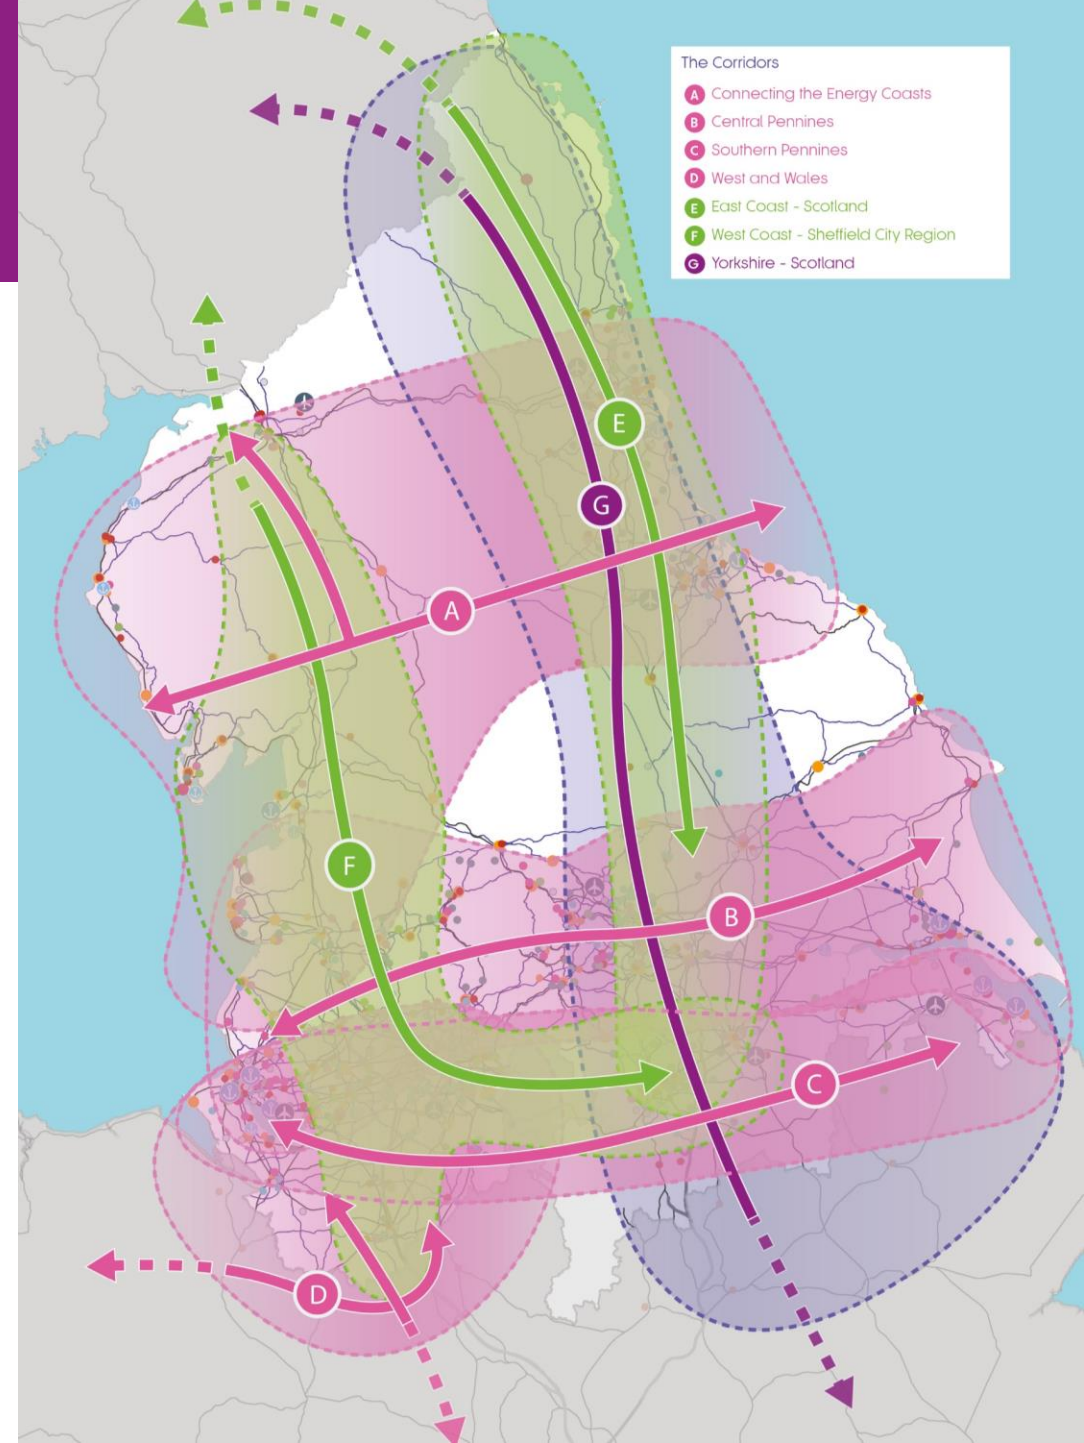 The Corridors
A Connecting the Energy Coasts
B Central Pennines
C Southern Pennines
D West and Wales
E East Coast - Scotland
F West Coast - Sheffield City Region
G Yorkshire - Scotland
E
G
A
F
B
C
D